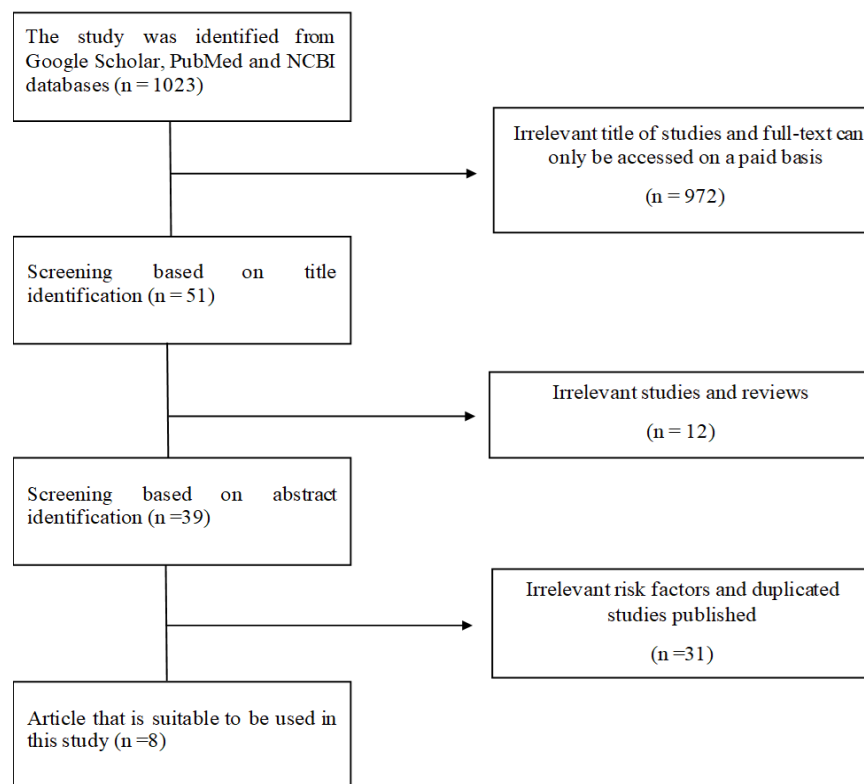 The study was identified from
Google Scholar, PubMed and NCBI
databases (n = 1023)
Irrelevant title of studies and full-text can
only be accessed on a paid basis
(n = 972)
Screening based on title
identification (n = 51)
Irrelevant studies and reviews
(n = 12)
Screening based on abstract
identification (n =39)
Irrelevant risk factors and duplicated
studies published
(n =31)
Article that is suitable to be used in
this study (n =8)